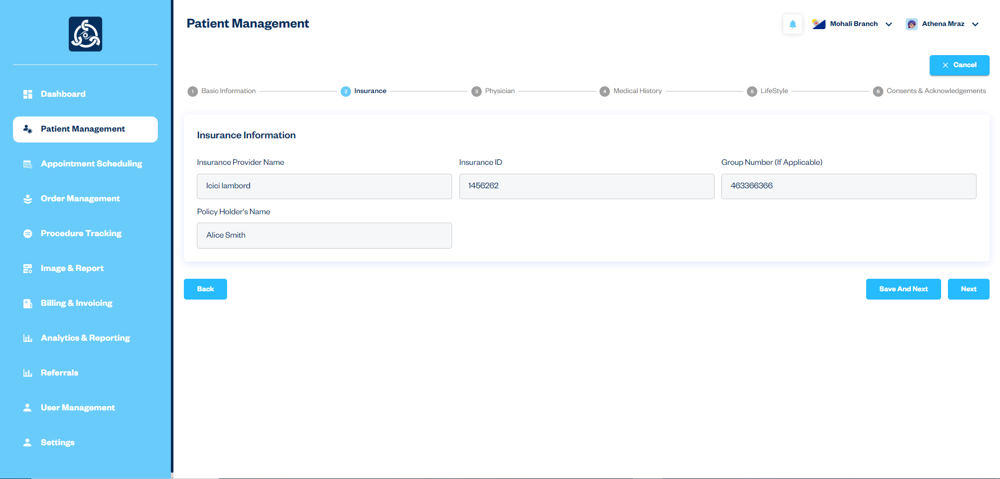 Patient Management
Mohali Branch
Athena Mraz
Cancel
1 Basic Information
2 Insurance
3 Physician
4 Medical History
5 LifeStyle
6 Consents & Acknowledgements
Dashboard
Patient Management
Appointment Scheduling
Order Management
Procedure Tracking
Image & Report
Billing & Invoicing
Analytics & Reporting
Referrals
User Management
Settings
Insurance Information
Insurance Provider Name
Icici lambord
Insurance ID
1456262
Group Number (If Applicable)
463366366
Policy Holder's Name
Alice Smith
Back
Save And Next
Next